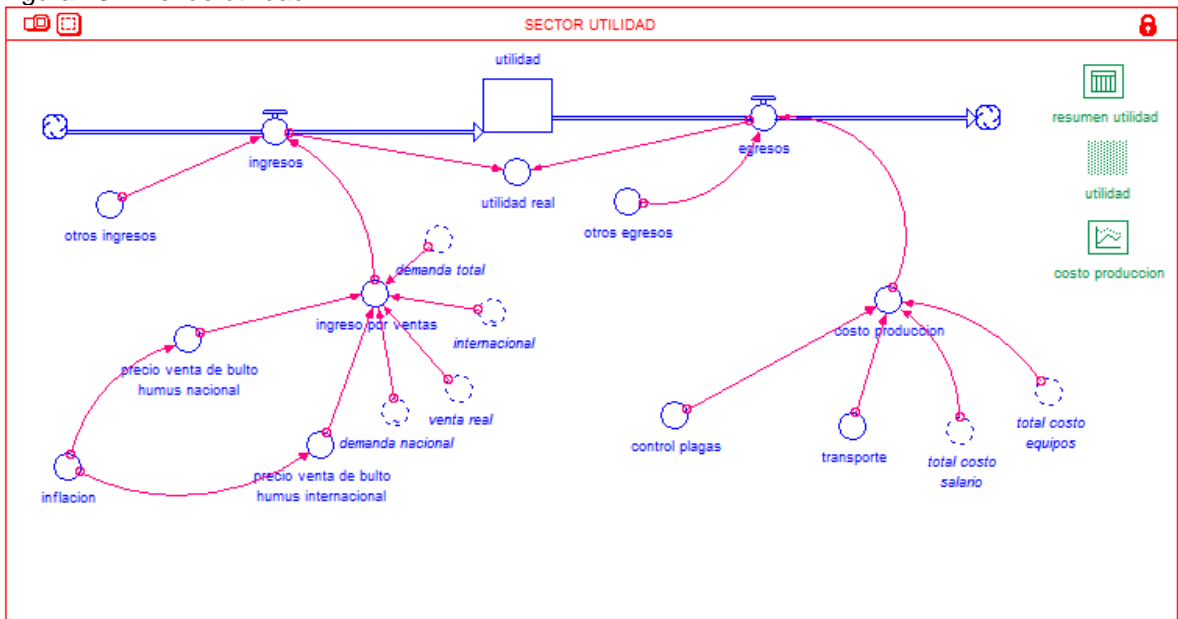 SECTOR UTILIDAD
utilidad
resumen utilidad
ingresos
egresos
utilidad
utilidad real
otros ingresos
otros egresos
demanda total
costo produccion
ingreso por ventas
costo produccion
internacional
precio venta de bulto
humus nacional
venta real
demanda nacional
control plagas
total costo
equipos
transporte
total costo
salario
precio venta de bulto
humus internacional
inflacion